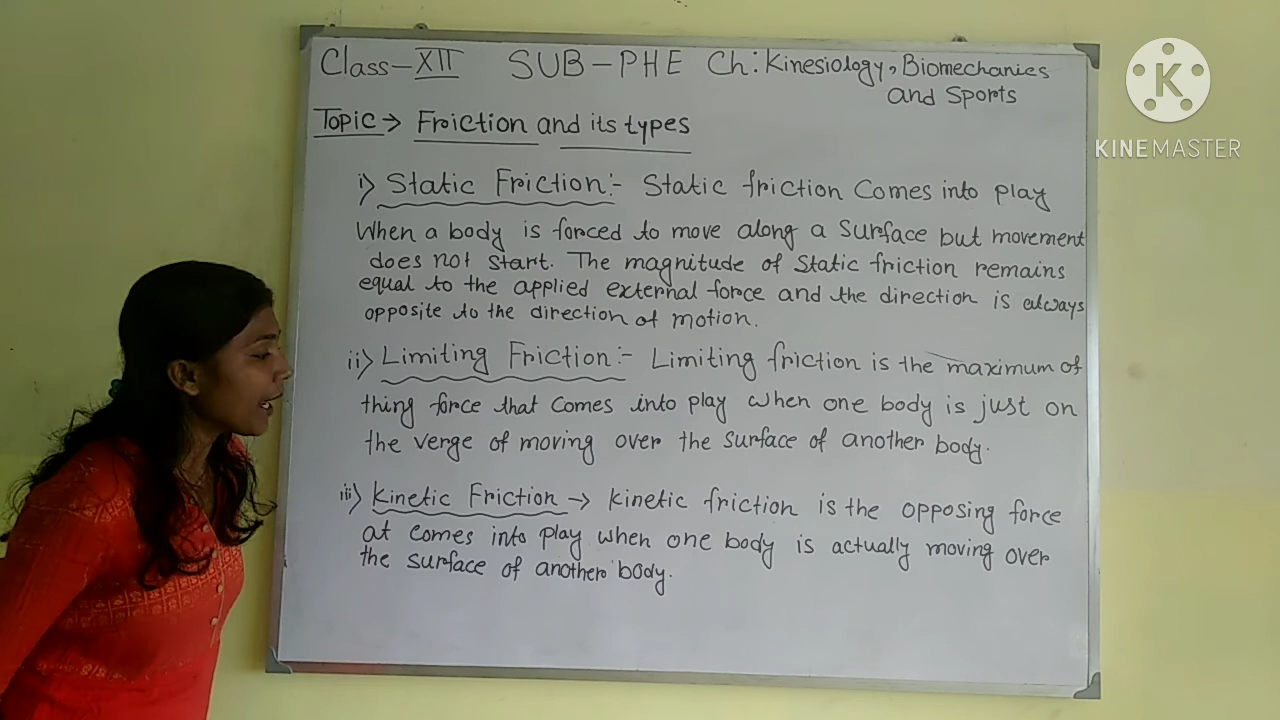 Class-XII SUB-PHE Ch: Kinesiology, Biomechanics
and Sports
Topic→ Friction and its types
i) Static Friction:- Static friction Comes into play
When a body is forced to move along a surface but movement
does not start. The magnitude of Static friction remains
equal to the applied external force and the direction is always
opposite to the direction of motion.
ii) Limiting Friction:- Limiting friction is the maximum of
thing force that comes into play when one body is just on
the verge of moving over the surface of another body.
iii) Kinetic Friction → Kinetic friction is the opposing force
at comes into play when one body is actually moving over
the surface of another body.
K
KINEMASTER